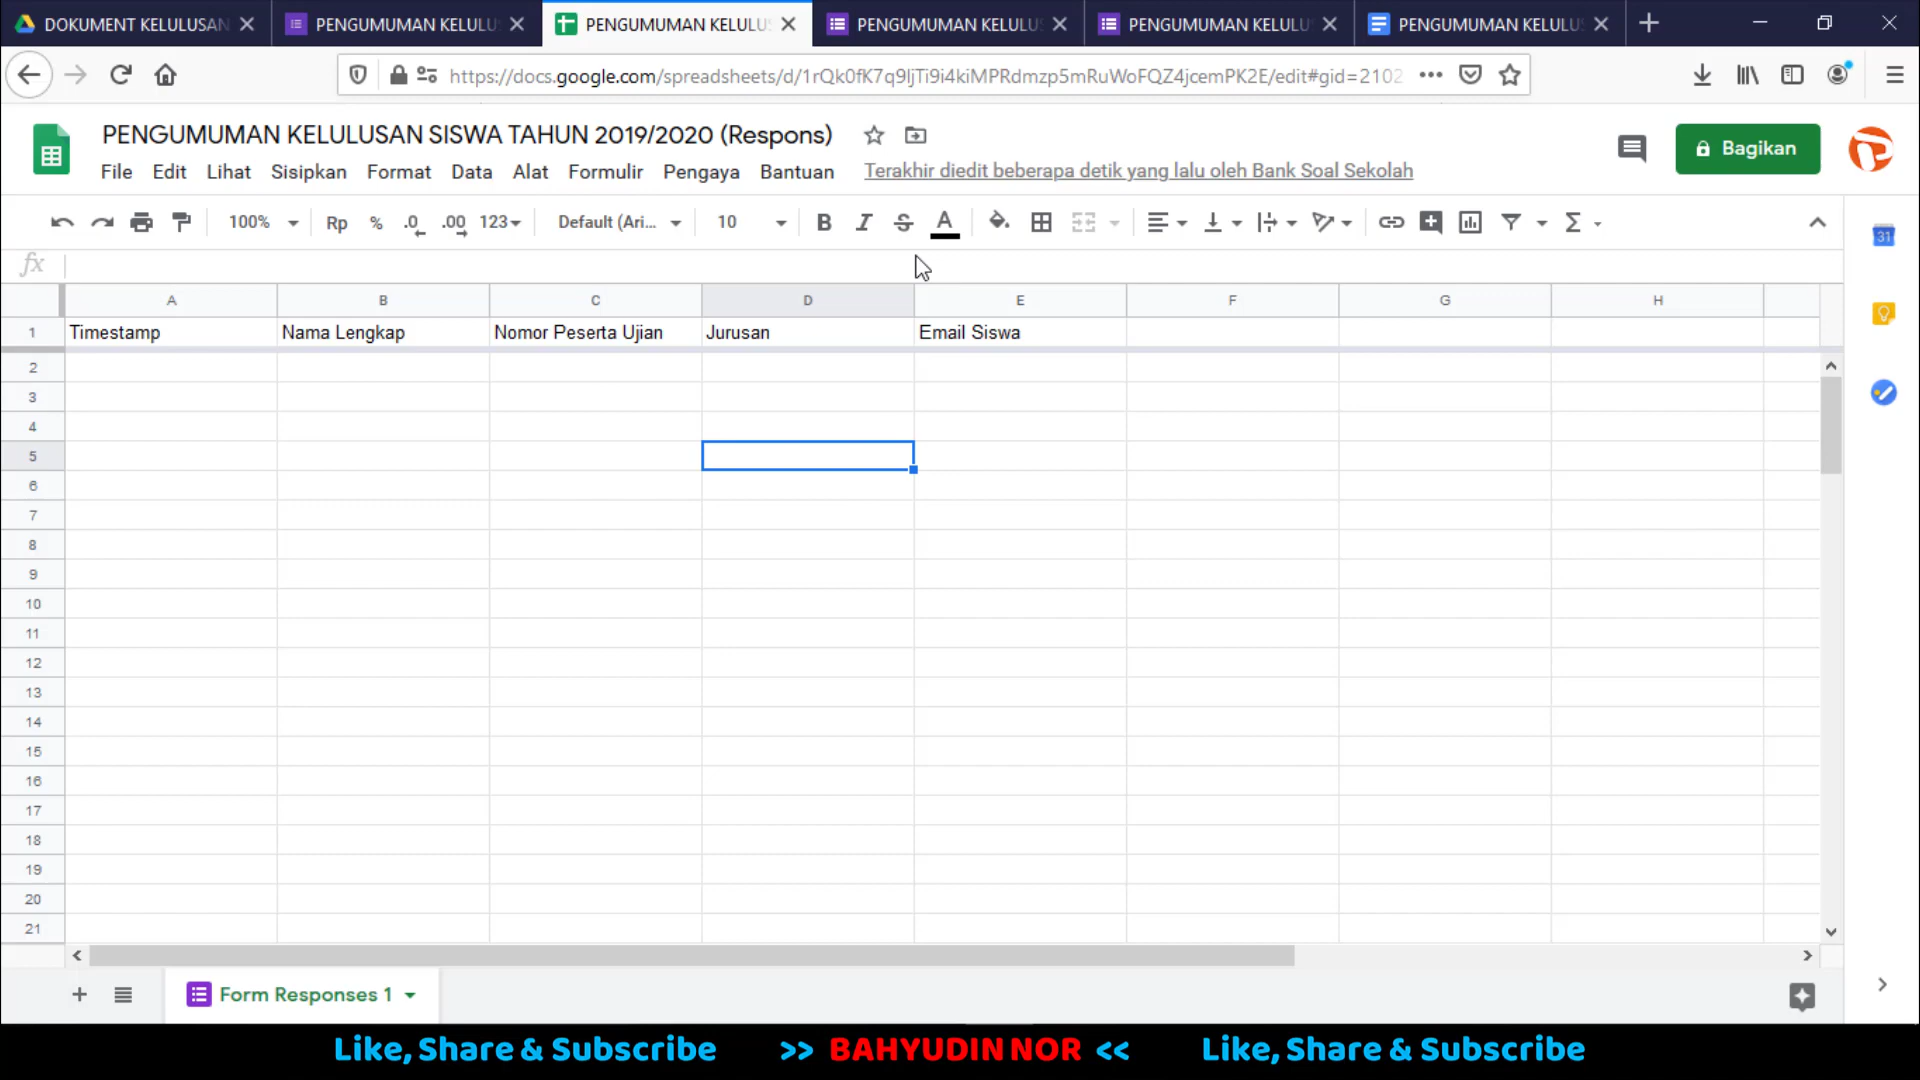 DOKUMENT KELULUSAN
PENGUMUMAN KELULU
PENGUMUMAN KELULUS
PENGUMUMAN KELULUS
PENGUMUMAN KELULU
PENGUMUMAN KELULUS
https://docs.google.com/spreadsheets/d/1rQk0fK7q9IjTi9i4kiMPRdmzp5mRuWoFQZ4jcemPK2E/edit#gid=2102
PENGUMUMAN KELULUSAN SISWA TAHUN 2019/2020 (Respons)
File Edit Lihat Sisipkan Format Data Alat Formulir Pengaya Bantuan
Terakhir diedit beberapa detik yang lalu oleh Bank Soal Sekolah
Bagikan
100% Rp % .0 .00 123 Default (Ari... 10 B I S A Σ
31
fx
A B C D E F G H
1 Timestamp Nama Lengkap Nomor Peserta Ujian Jurusan Email Siswa
2
3
4
5
6
7
8
9
10
11
12
13
14
15
16
17
18
19
20
21
Form Responses 1
Like, Share & Subscribe >> BAHYUDIN NOR << Like, Share & Subscribe